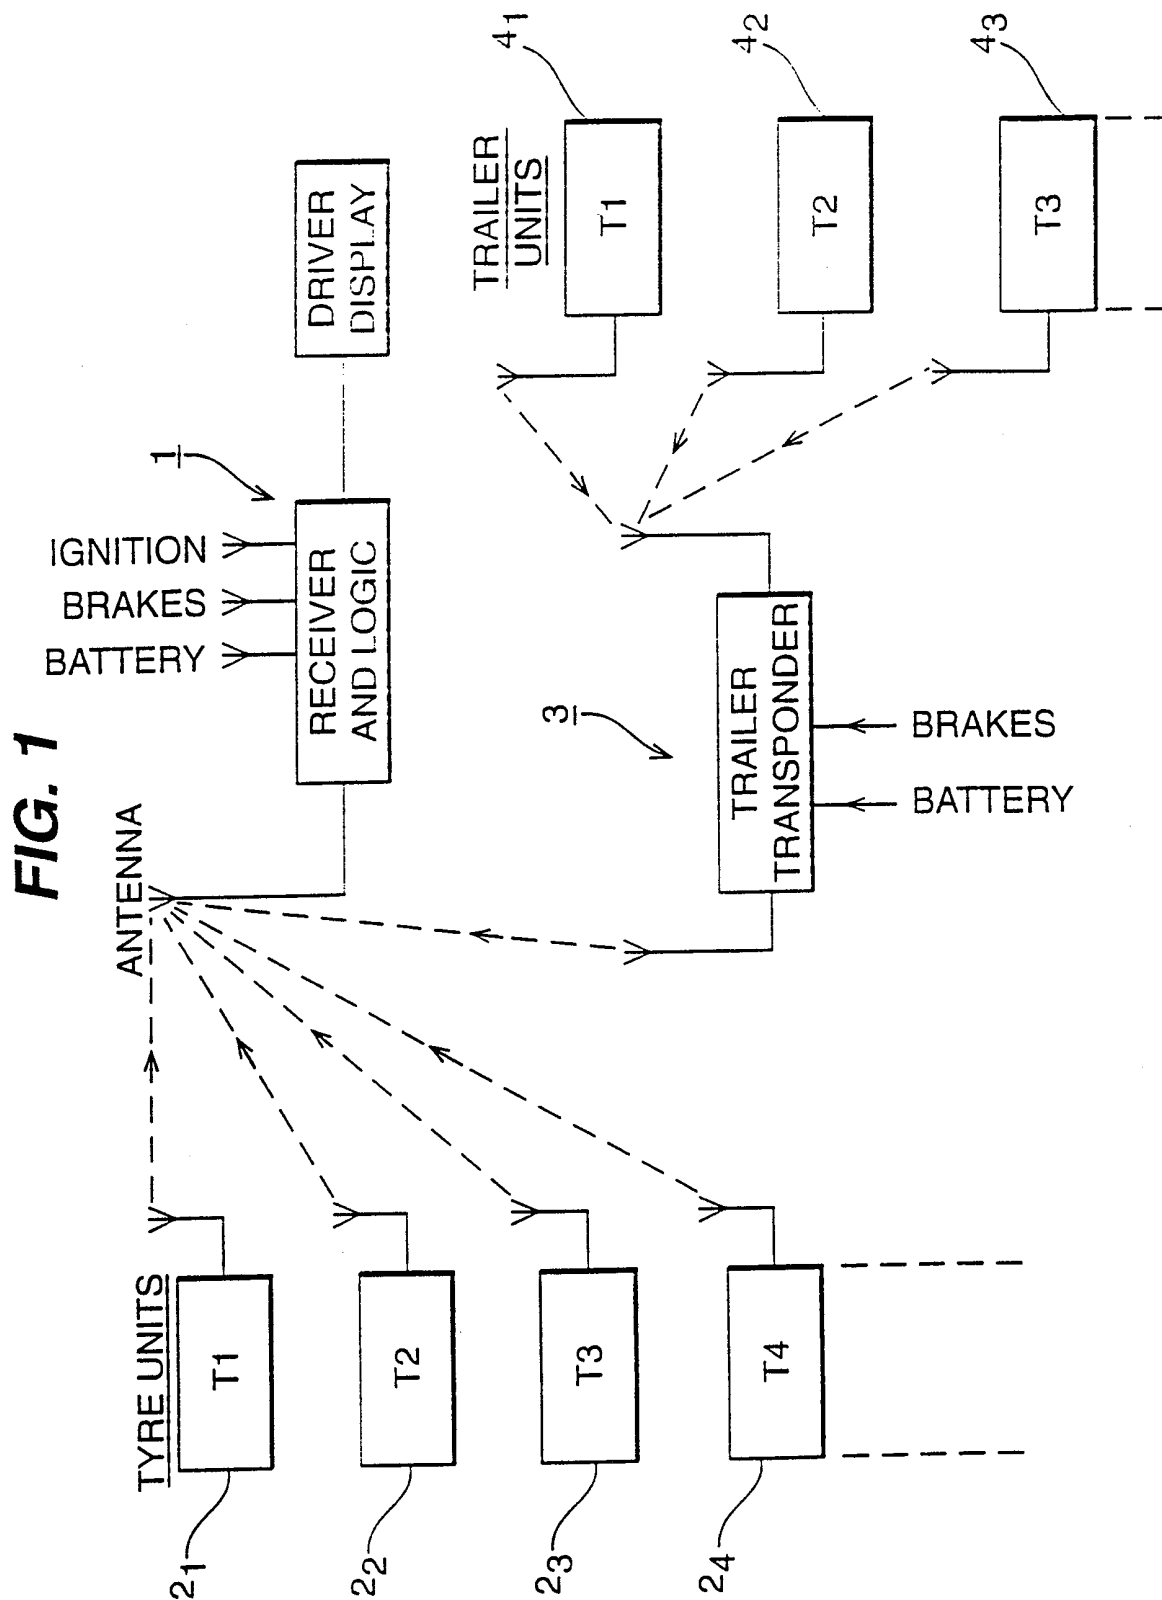 FIG. 1
TYRE UNITS
T1
T2
T3
T4
2₁
2₂
2₃
2₄
ANTENNA
IGNITION
BRAKES
BATTERY
1
RECEIVER
AND LOGIC
DRIVER
DISPLAY
3
TRAILER
TRANSPONDER
BRAKES
BATTERY
TRAILER
UNITS
T1
T2
T3
4₁
4₂
4₃